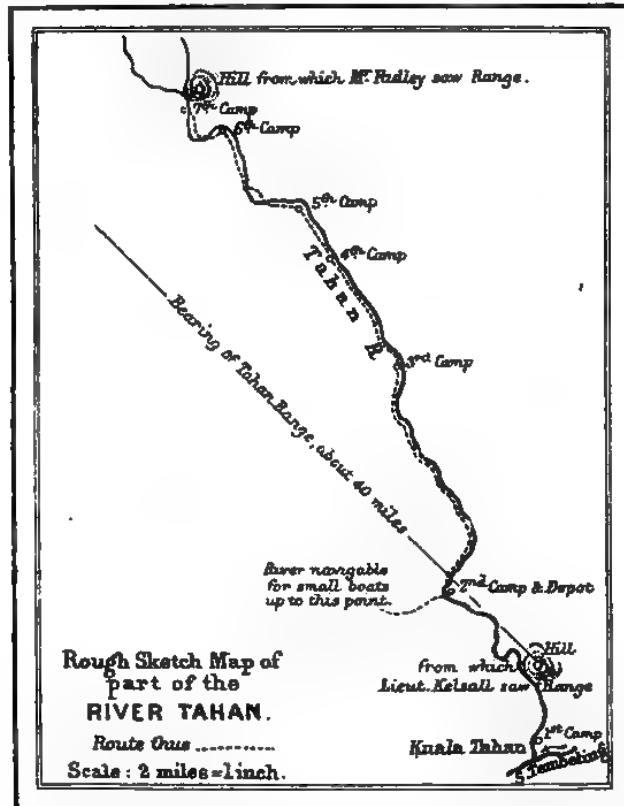 Hill from which Mr. Ridley saw Range.
7th Camp
6th Camp
5th Camp
4th Camp
Tahan R
3rd Camp
Bearing of Tahan Range, about 40 miles
River navigable
for small boats
up to this point.
2nd Camp & Depot
Hill
from which
Lieut. Kelsall saw Range
1st Camp
Kuala Tahan
S. Tembeling
Rough Sketch Map of
part of the
RIVER TAHAN.
Route thus ...........
Scale: 2 miles=1inch.